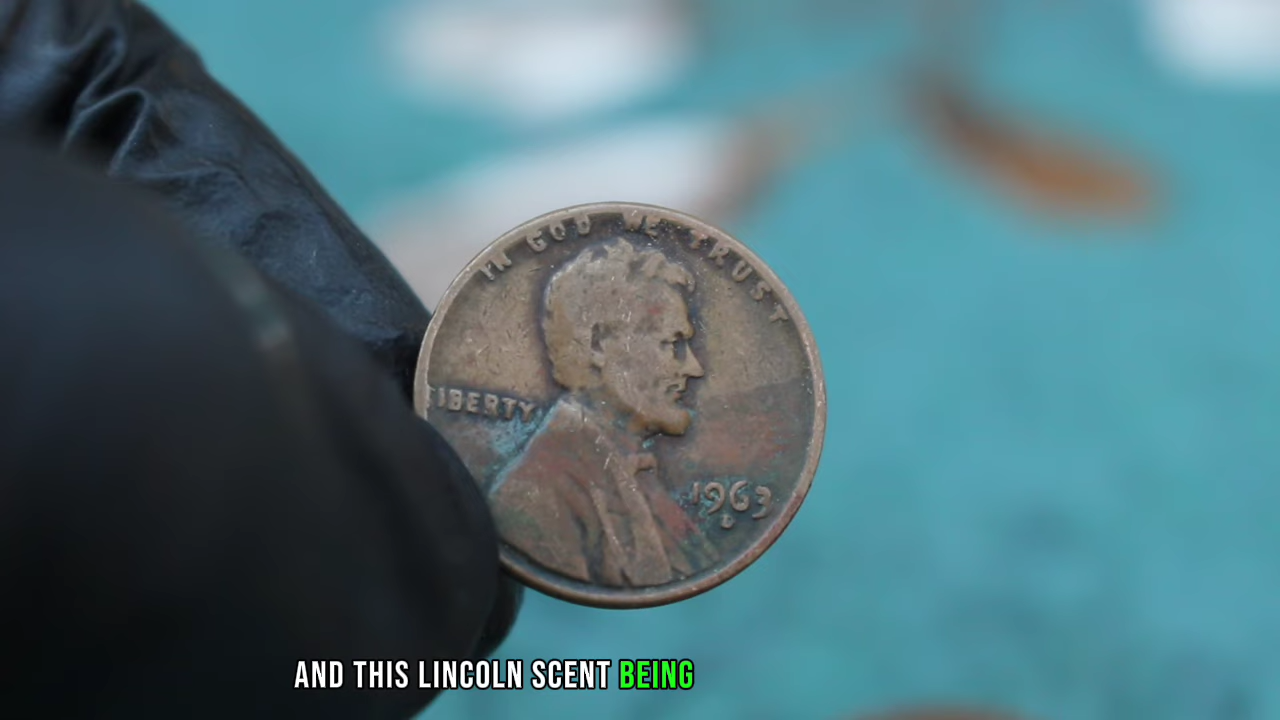 IN GOD WE TRUST
LIBERTY
1963
D
AND THIS LINCOLN SCENT BEING